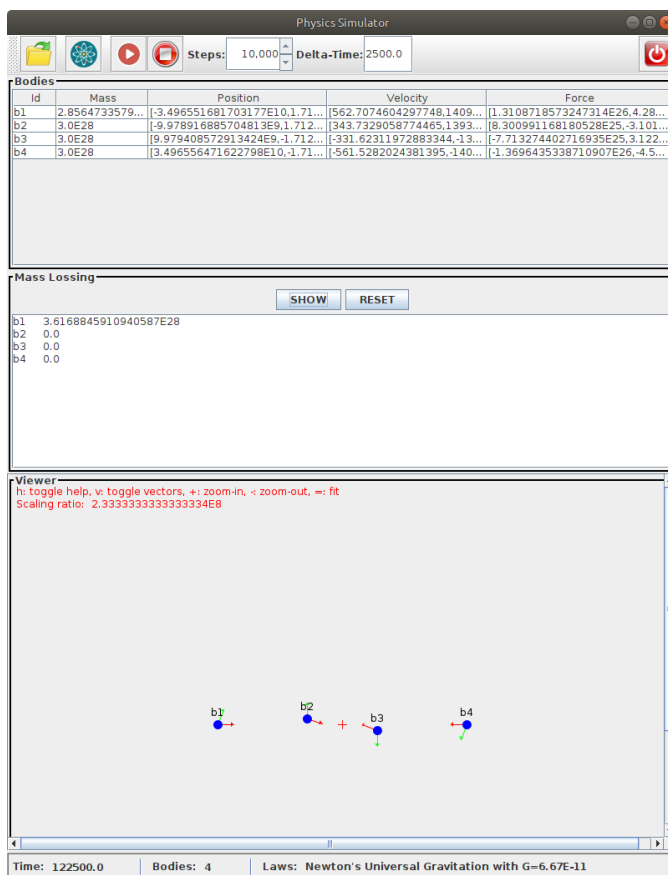 Physics Simulator
Steps: 10,000 Delta-Time: 2500.0
Bodies
Id Mass Position Velocity Force
b1 2.8564733579... [-3.496551681703177E10,1.71... [562.7074604297748,1409... [1.3108718573247314E26,4.28...
b2 3.0E28 [-9.978916885704813E9,1.712... [343.7329058774465,1393... [8.300991168180528E25,-3.101...
b3 3.0E28 [9.979408572913424E9,-1.712... [-331.62311972883344,-13... [-7.713274402716935E25,3.122...
b4 3.0E28 [3.496556471622798E10,-1.71... [-561.5282024381395,-140... [-1.3696435338710907E26,-4.5...
Mass Lossing
SHOW RESET
b1 3.6168845910940587E28
b2 0.0
b3 0.0
b4 0.0
Viewer
h: toggle help, v: toggle vectors, +: zoom-in, -: zoom-out, =: fit
Scaling ratio: 2.3333333333333334E8
b1 b2 b3 b4
Time: 122500.0 Bodies: 4 Laws: Newton's Universal Gravitation with G=6.67E-11